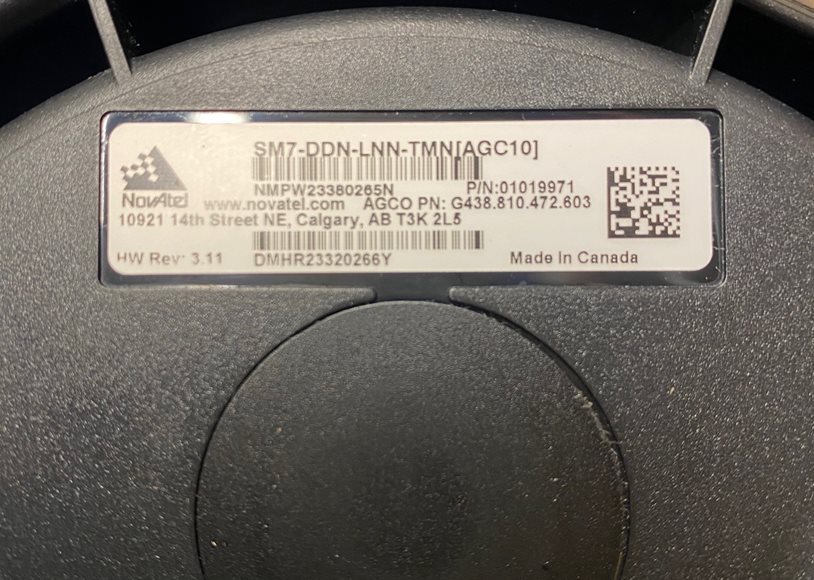 SM7-DDN-LNN-TMN[AGC10]
NMPW23380265N P/N:01019971
NovAtel www.novatel.com AGCO PN: G438.810.472.603
10921 14th Street NE, Calgary, AB T3K 2L5
HW Rev: 3.11 DMHR23320266Y Made In Canada